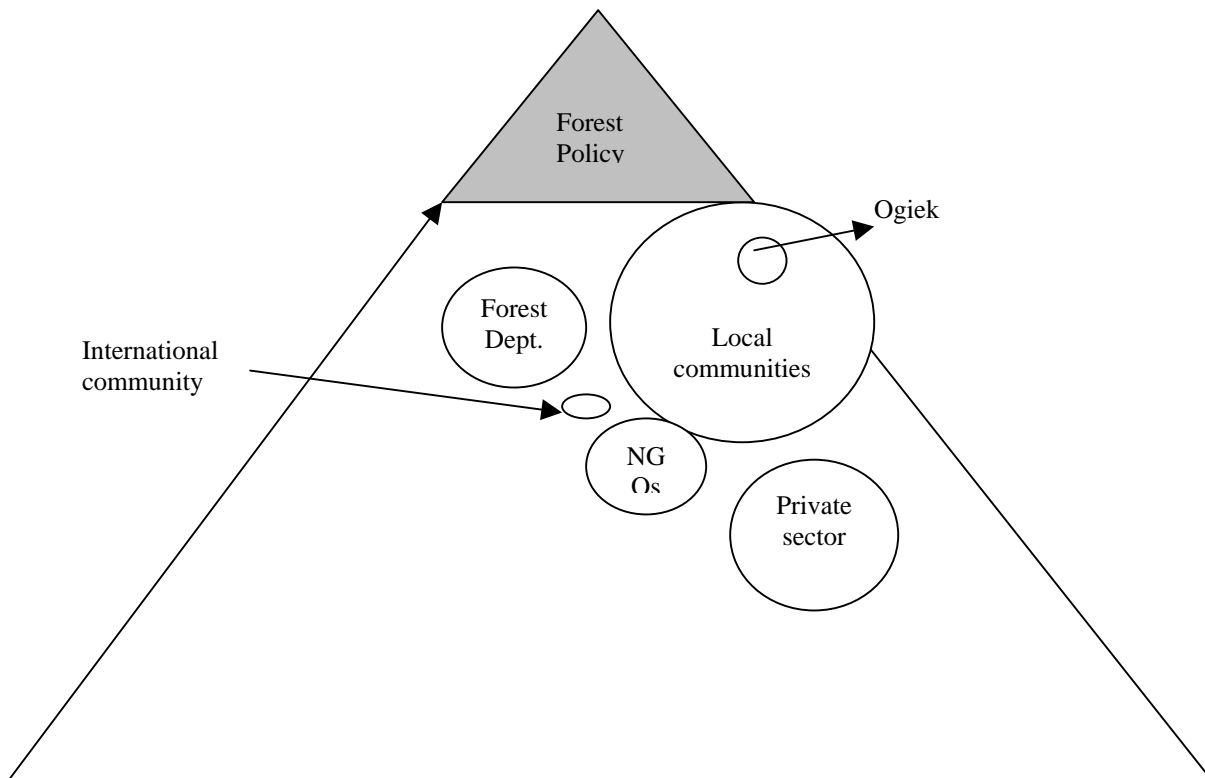 Forest
Policy
Ogiek
Forest
Dept.
International
community
Local
communities
NG
Os
Private
sector